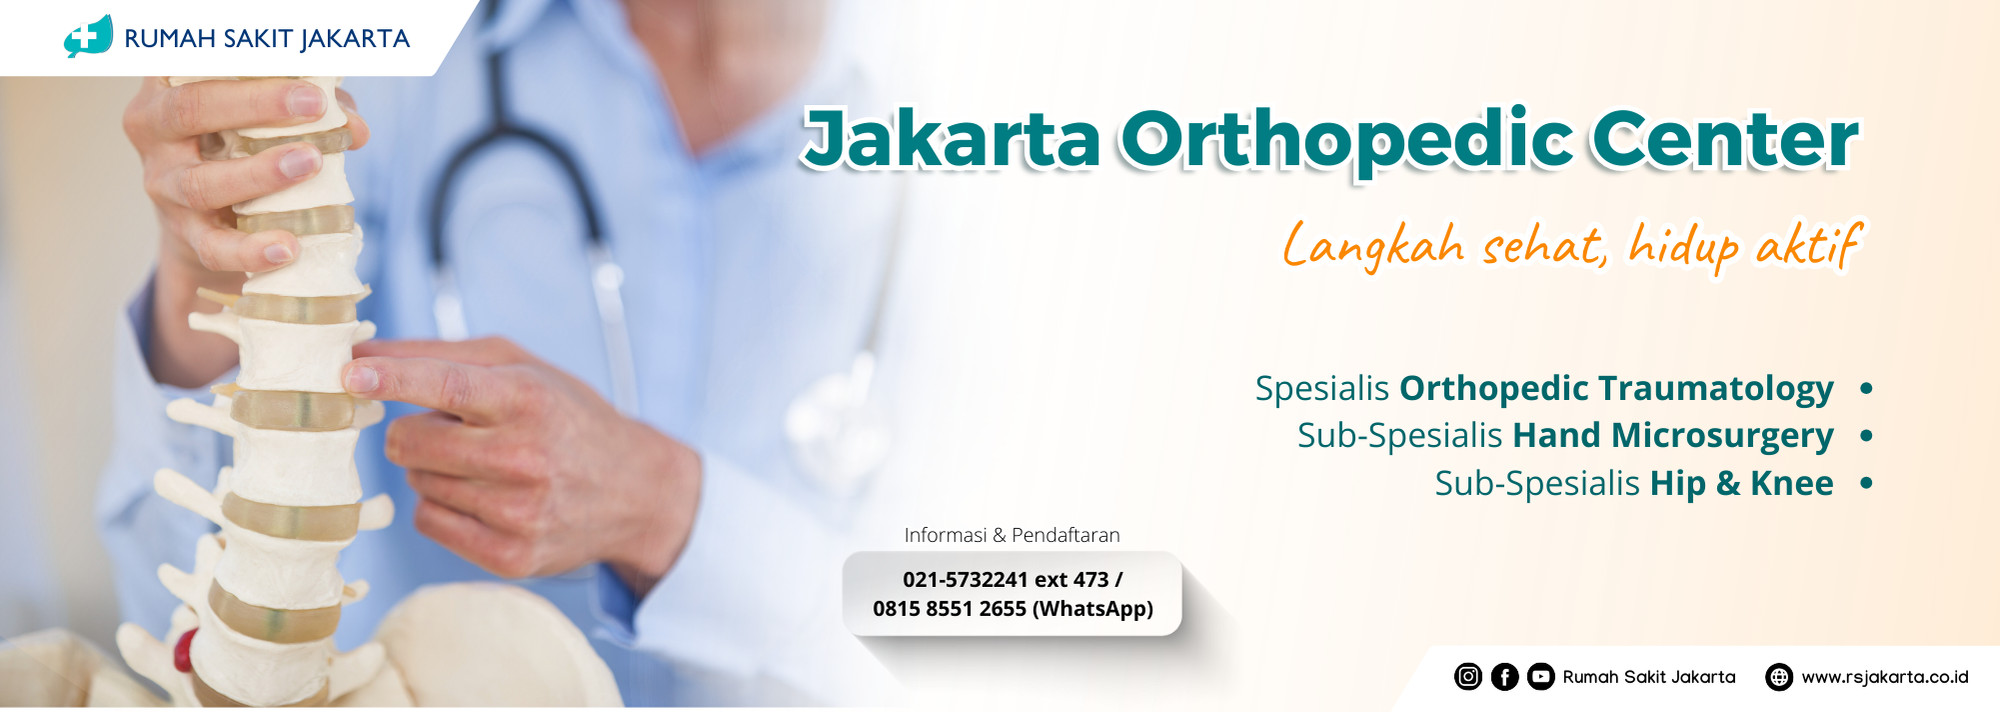 RUMAH SAKIT JAKARTA
Jakarta Orthopedic Center
Langkah sehat, hidup aktif
Spesialis Orthopedic Traumatology •
Sub-Spesialis Hand Microsurgery •
Sub-Spesialis Hip & Knee •
Informasi & Pendaftaran
021-5732241 ext 473 /
0815 8551 2655 (WhatsApp)
Rumah Sakit Jakarta www.rsjakarta.co.id